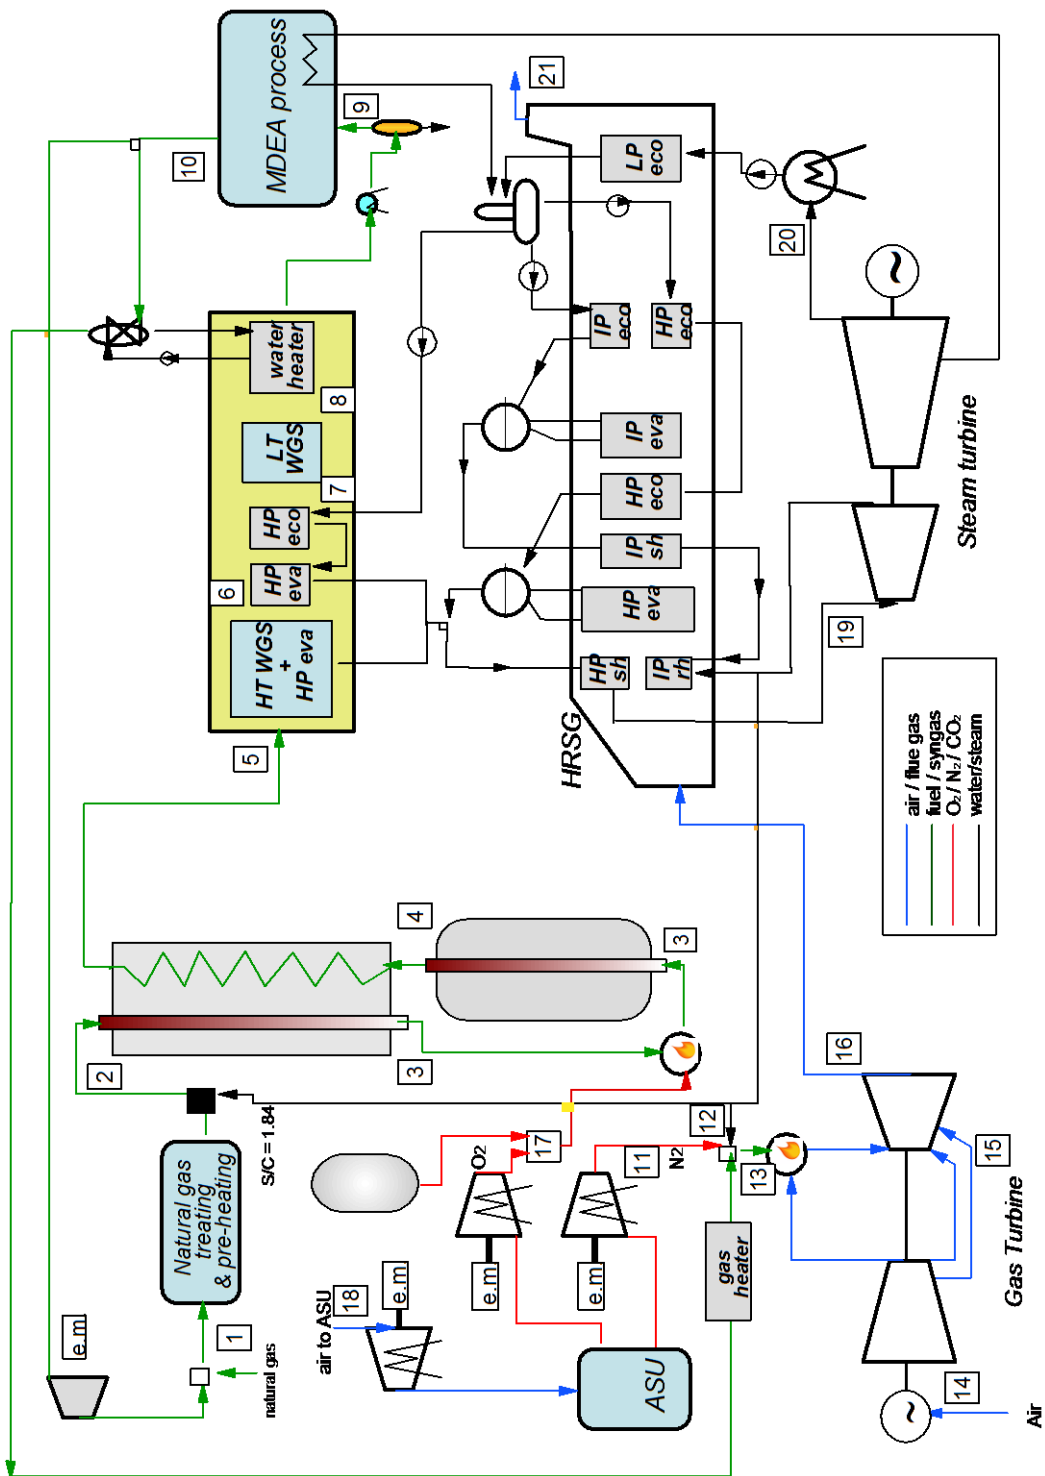 e.m
1
natural gas
Natural gas
treating
& pre-heating
S/C = 1.84
2
3
4
3
5
HT WGS
+
HP eva
6
HP
eva
HP
eco
7
LT
WGS
8
water
heater
9
10
MDEA process
air to ASU
18
e.m
ASU
e.m
O2
17
e.m
11
N2
12
gas
heater
13
14
Air
15
16
Gas Turbine
HRSG
HP
sh
IP
rh
HP
eva
IP
sh
HP
eco
IP
eva
IP
eco
HP
eco
LP
eco
21
19
20
~
~
Steam turbine
air / flue gas
fuel / syngas
O₂/ N₂/ CO₂
water/steam